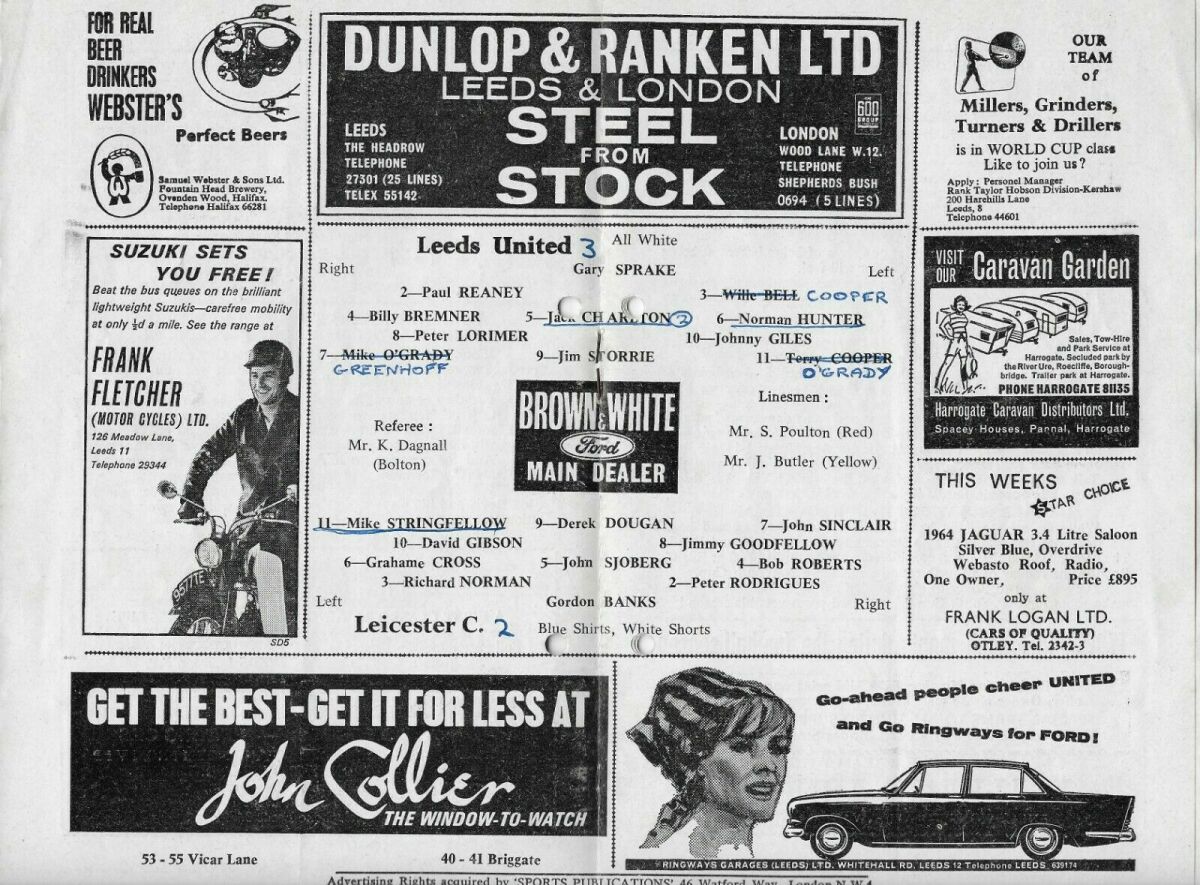 FOR REAL
BEER
DRINKERS
WEBSTER'S
Perfect Beers
Samuel Webster & Sons Ltd.
Fountain Head Brewery,
Ovenden Wood, Halifax.
Telephone Halifax 66281
DUNLOP & RANKEN LTD
LEEDS & LONDON
STEEL
FROM
STOCK
LEEDS
THE HEADROW
TELEPHONE
27301 (25 LINES)
TELEX 55142
600
GROUP
LONDON
WOOD LANE W.12.
TELEPHONE
SHEPHERDS BUSH
0694 (5 LINES)
OUR
TEAM
of
Millers, Grinders,
Turners & Drillers
is in WORLD CUP class
Like to join us?
Apply : Personel Manager
Rank Taylor Hobson Division-Kershaw
200 Harehills Lane
Leeds, 8
Telephone 44601
SUZUKI SETS
YOU FREE!
Beat the bus queues on the brilliant
lightweight Suzukis—carefree mobility
at only ½d a mile. See the range at
FRANK
FLETCHER
(MOTOR CYCLES) LTD.
126 Meadow Lane,
Leeds 11
Telephone 29344
957TTE
SD5
Leeds United 3 All White
Right Gary SPRAKE Left
2—Paul REANEY 3—Willie BELL COOPER
4—Billy BREMNER 5—Jack CHARLTON 2 6—Norman HUNTER
8—Peter LORIMER 10—Johnny GILES
7—Mike O'GRADY 9—Jim STORRIE 11—Terry COOPER
GREENHOFF O'GRADY
BROWN & WHITE
Ford
MAIN DEALER
Referee :
Mr. K. Dagnall
(Bolton)
Linesmen :
Mr. S. Poulton (Red)
Mr. J. Butler (Yellow)
11—Mike STRINGFELLOW 9—Derek DOUGAN 7—John SINCLAIR
10—David GIBSON 8—Jimmy GOODFELLOW
6—Grahame CROSS 5—John SJOBERG 4—Bob ROBERTS
3—Richard NORMAN 2—Peter RODRIGUES
Left Gordon BANKS Right
Leicester C. 2 Blue Shirts, White Shorts
VISIT
OUR
Caravan Garden
Sales, Tow-Hire
and Park Service at
Harrogate. Secluded park by
the River Ure, Roecliffe, Borough-
bridge. Trailer park at Harrogate.
PHONE HARROGATE 81135
Harrogate Caravan Distributors Ltd.
Spacey Houses, Pannal, Harrogate
THIS WEEKS
STAR CHOICE
1964 JAGUAR 3.4 Litre Saloon
Silver Blue, Overdrive
Webasto Roof, Radio,
One Owner, Price £895
only at
FRANK LOGAN LTD.
(CARS OF QUALITY)
OTLEY. Tel. 2342-3
GET THE BEST-GET IT FOR LESS AT
John Collier
THE WINDOW-TO-WATCH
53 - 55 Vicar Lane 40 - 41 Briggate
Go-ahead people cheer UNITED
and Go Ringways for FORD!
RINGWAYS GARAGES (LEEDS) LTD. WHITEHALL RD. LEEDS 12 Telephone LEEDS 639174
Advertising Rights acquired by 'SPORTS PUBLICATIONS' 46 Watford Way, London N.W.4